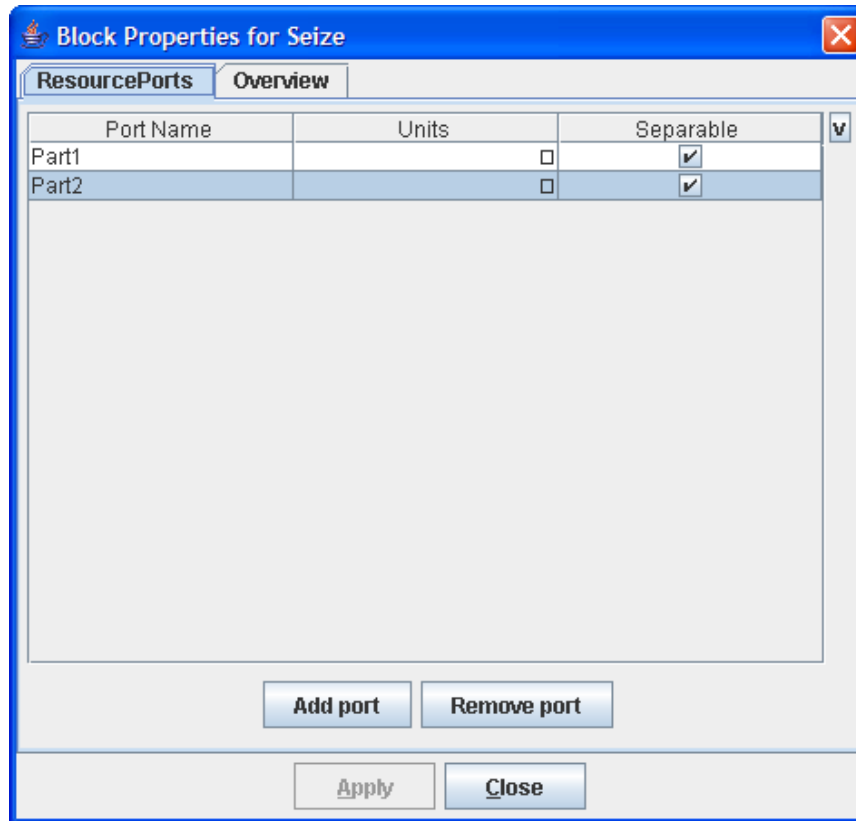 Block Properties for Seize
ResourcePorts Overview
Port Name Units Separable v
Part1
Part2
Add port Remove port
Apply Close